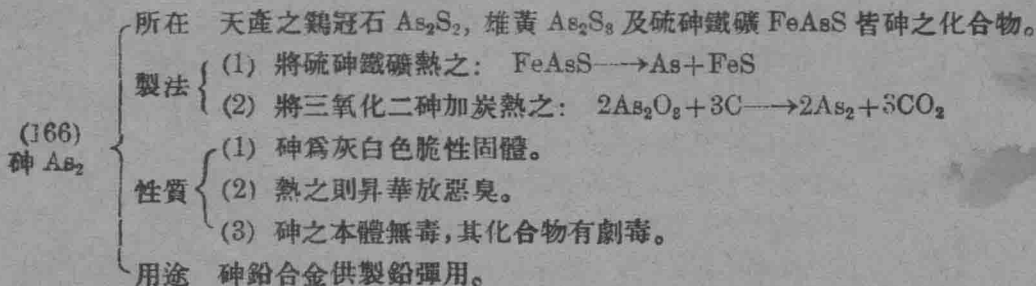 所在 天產之鷄冠石 As₂S₂, 雄黃 As₂S₃ 及硫砷鐵礦 FeAsS 皆砷之化合物。
製法 (1) 將硫砷鐵礦熱之: FeAsS→As+FeS
(2) 將三氧化二砷加炭熱之: 2As₂O₃+3C→2As₂+3CO₂
(166)
砷 As₂
性質 (1) 砷爲灰白色脆性固體。
(2) 熱之則昇華放惡臭。
(3) 砷之本體無毒,其化合物有劇毒。
用途 砷鉛合金供製鉛彈用。